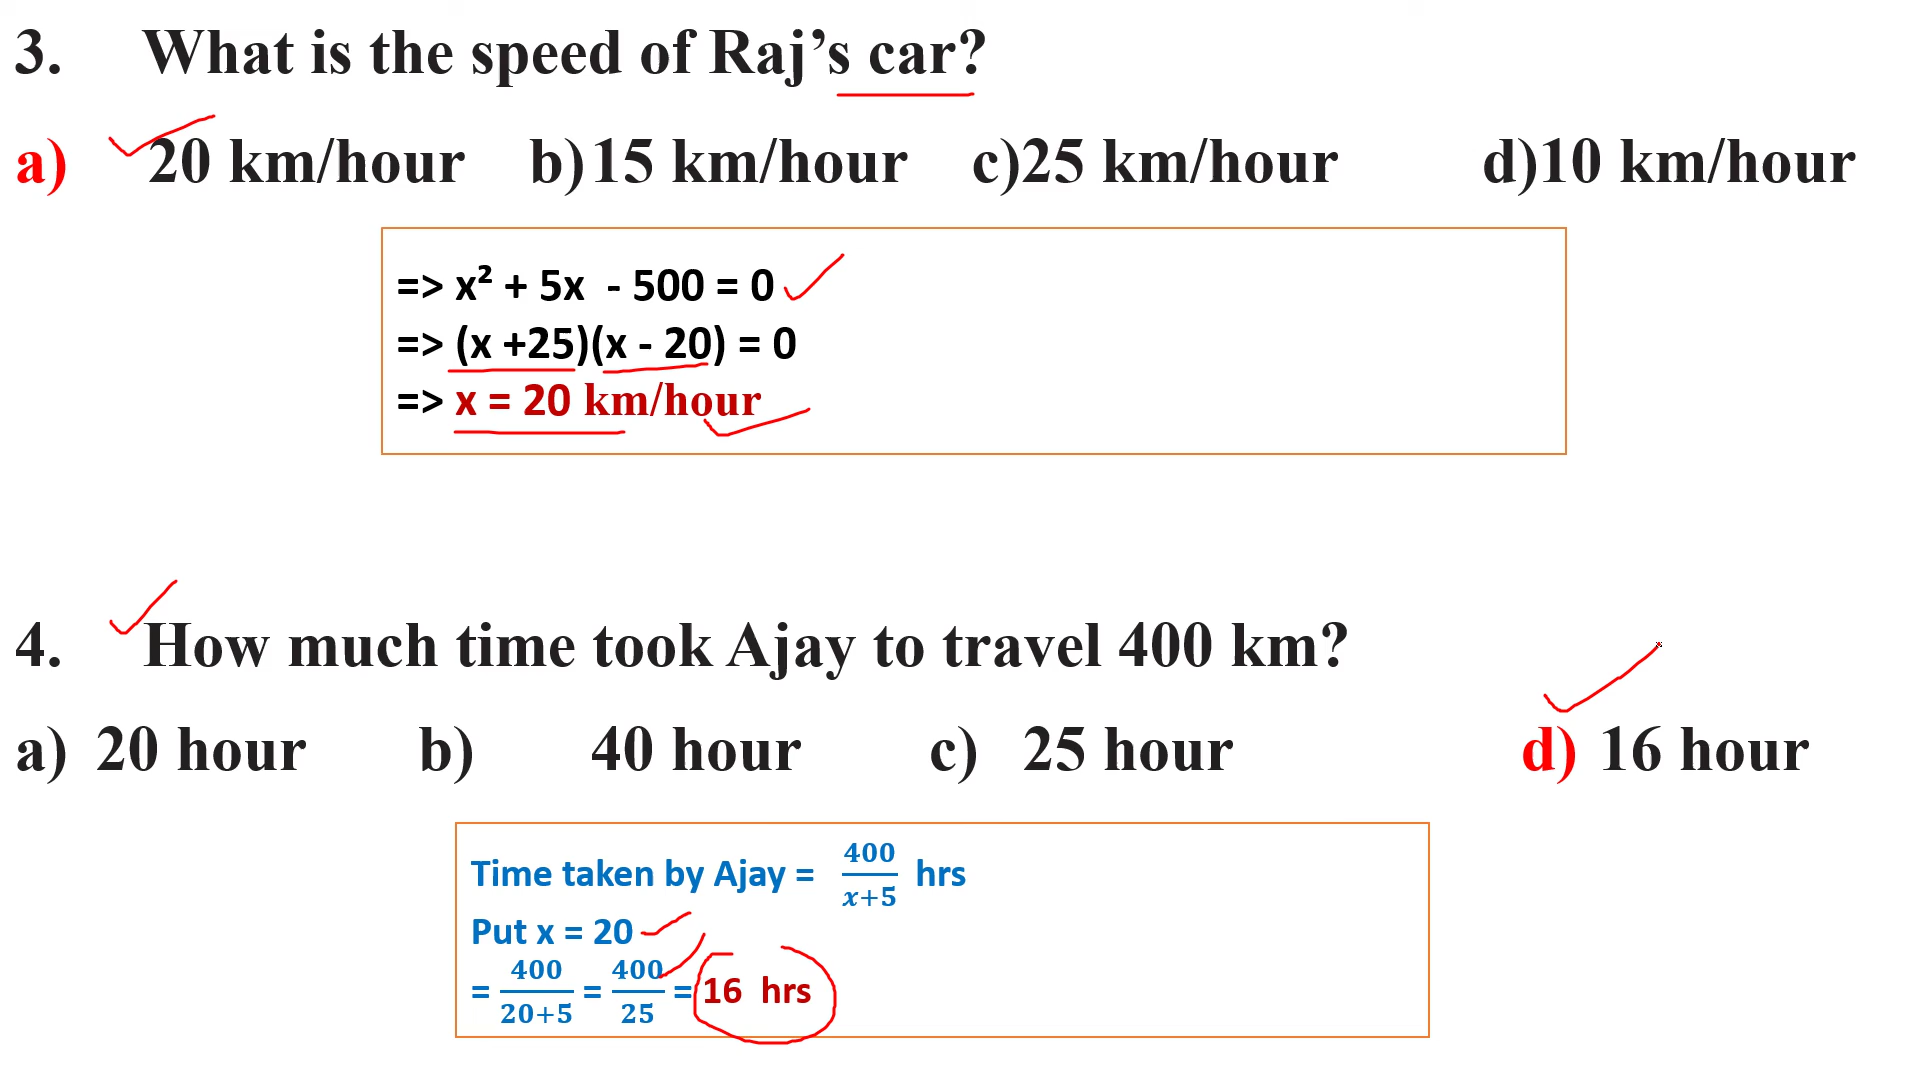 3. What is the speed of Raj’s car?
a) 20 km/hour b) 15 km/hour c)25 km/hour d)10 km/hour
=> x² + 5x - 500 = 0
=> (x +25)(x - 20) = 0
=> x = 20 km/hour
4. How much time took Ajay to travel 400 km?
a) 20 hour b) 40 hour c) 25 hour d) 16 hour
Time taken by Ajay = 400/x+5 hrs
Put x = 20
= 400/20+5 = 400/25 = 16 hrs